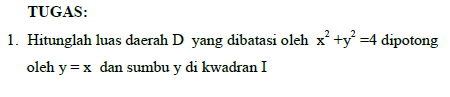 TUGAS:
1. Hitunglah luas daerah D yang dibatasi oleh x² +y² =4 dipotong
oleh y = x dan sumbu y di kwadran I